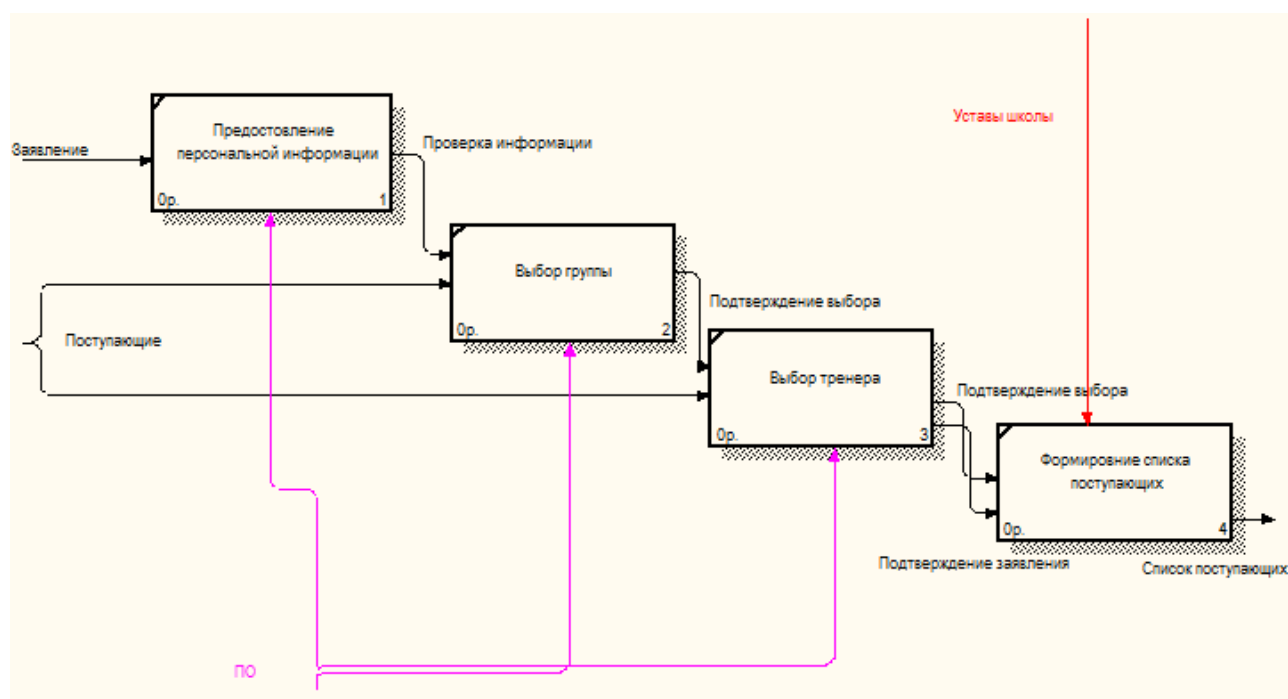 Уставы школы
Предостовление
персональной информации
0р. 1
Заявление
Проверка информации
Выбор группы
0р. 2
Поступающие
Подтверждение выбора
Выбор тренера
0р. 3
Подтверждение выбора
Формировние списка
поступающих
0р. 4
Подтверждение заявления
Список поступающих
ПО